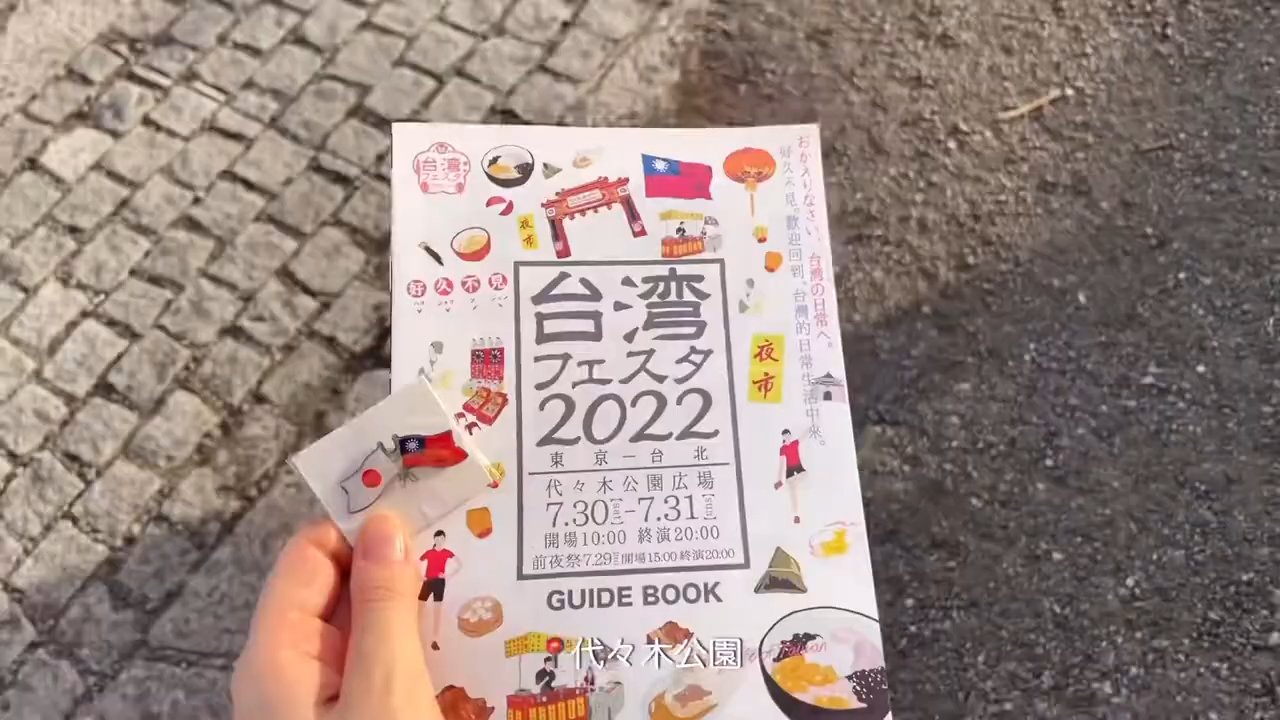 台湾
フェスタ
夜
市
好久不見
おかえりなさい、台湾の日常へ。
好久不見。歡迎回到。台灣的日常生活中來。
台湾
フェスタ
2022
東京－台北
代々木公園広場
7.30[sat]-7.31[sun]
開場10:00 終演20:00
前夜祭7.29 開場15:00 終演20:00
夜
市
GUIDE BOOK
代々木公園